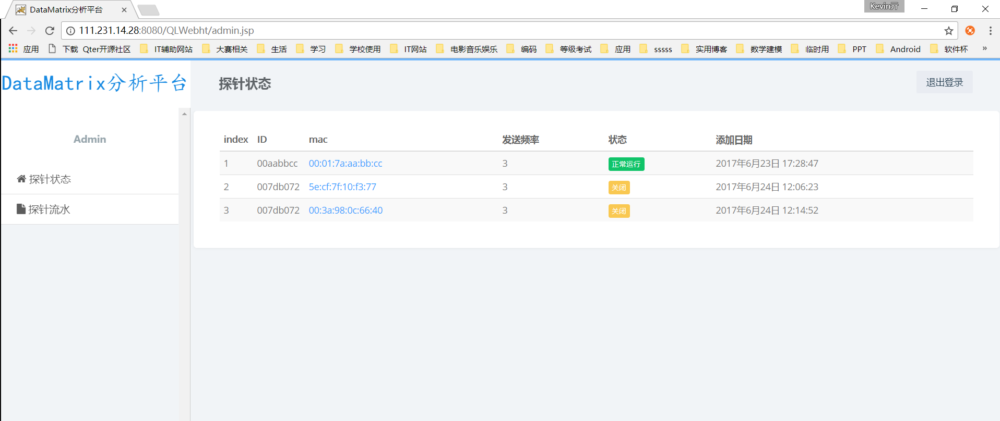 DataMatrix分析平台
Kevin亓
111.231.14.28:8080/QLWebht/admin.jsp
应用 下载 Qter开源社区 IT辅助网站 大赛相关 生活 学习 学校使用 IT网站 电影音乐娱乐 编码 等级考试 应用 sssss 实用博客 数学建模 临时用 PPT Android 软件杯 »
DataMatrix分析平台
探针状态
退出登录
Admin
探针状态
探针流水
index ID mac 发送频率 状态 添加日期
1 00aabbcc 00:01:7a:aa:bb:cc 3 正常运行 2017年6月23日 17:28:47
2 007db072 5e:cf:7f:10:f3:77 3 关闭 2017年6月24日 12:06:23
3 007db072 00:3a:98:0c:66:40 3 关闭 2017年6月24日 12:14:52